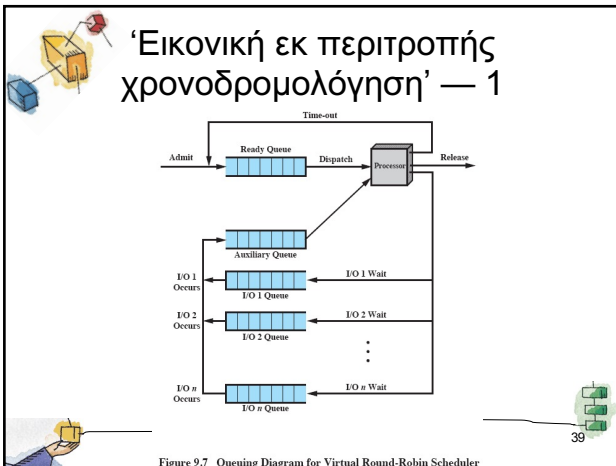 ‘Εικονική εκ περιτροπής
χρονοδρομολόγηση’ — 1
Time-out
Ready Queue
Admit
Dispatch
Processor
Release
Auxiliary Queue
I/O 1
Occurs
I/O 1 Wait
I/O 1 Queue
I/O 2
Occurs
I/O 2 Wait
I/O 2 Queue
I/O n
Occurs
I/O n Wait
I/O n Queue
39
Figure 9.7 Queuing Diagram for Virtual Round-Robin Scheduler